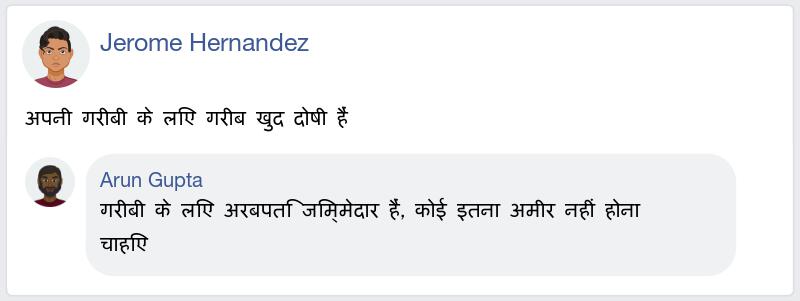 Jerome Hernandez
अपनी गरीबी के लिए गरीब खुद दोषी हैं
Arun Gupta
गरीबी के लिए अरबपति जिम्मेदार हैं, कोई इतना अमीर नहीं होना
चाहिए